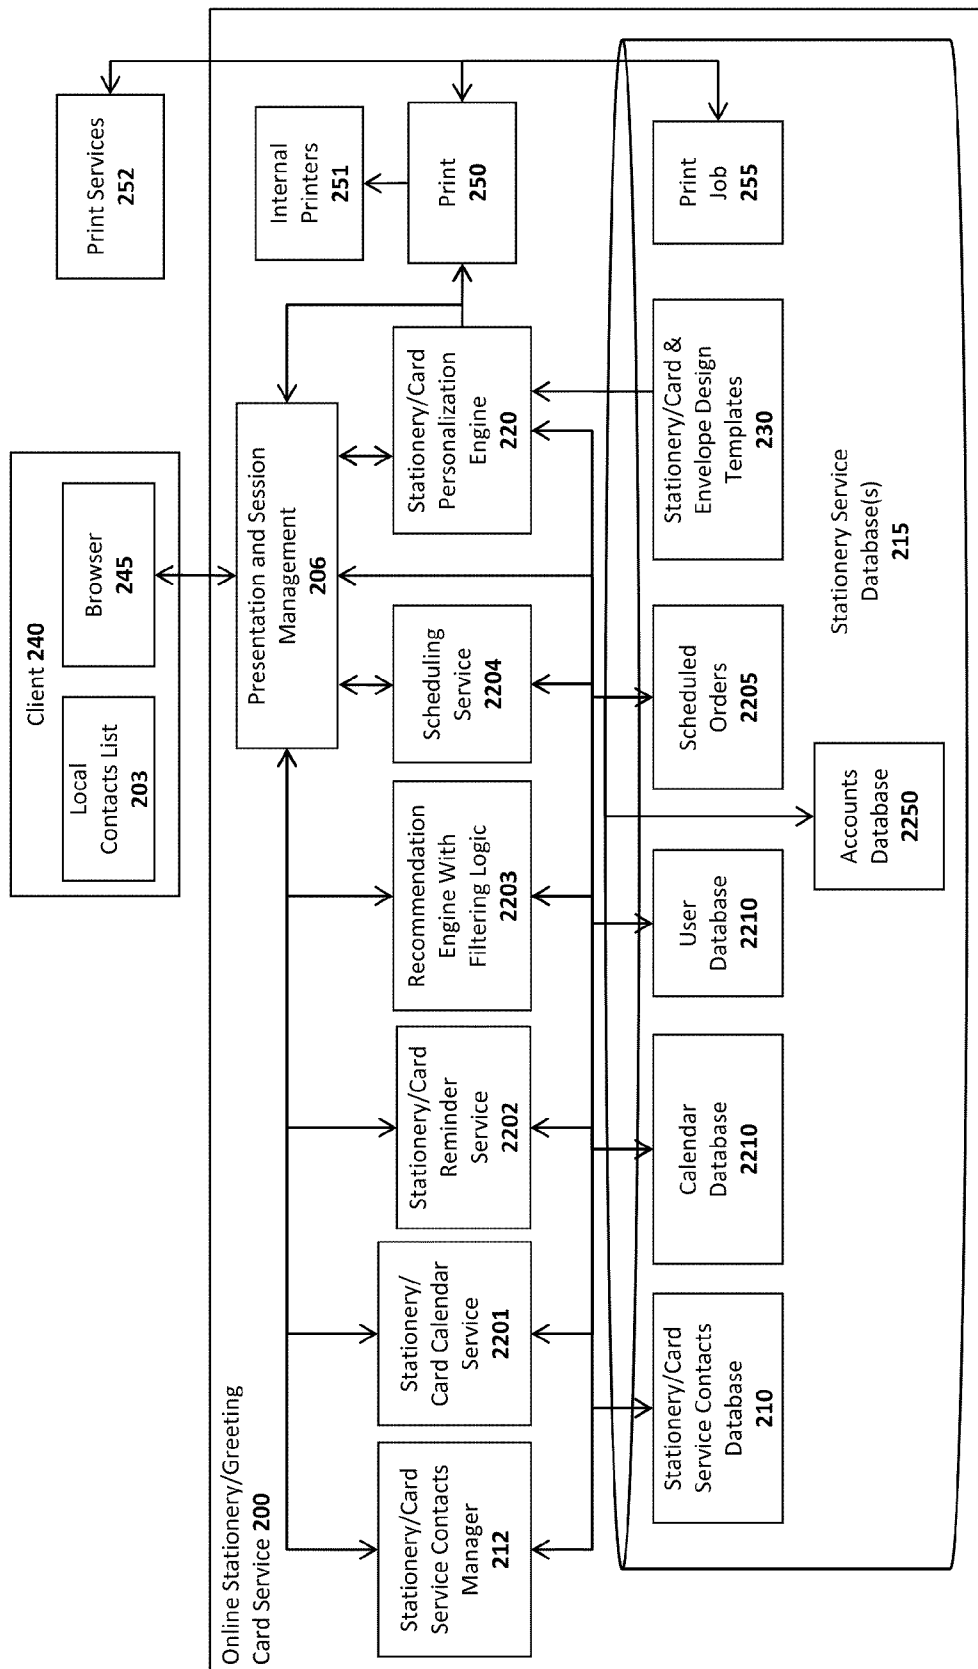 Client 240
Local
Contacts List
203
Browser
245
Print Services
252
Online Stationery/Greeting
Card Service 200
Presentation and Session
Management
206
Internal
Printers
251
Stationery/Card
Service Contacts
Manager
212
Stationery/
Card Calendar
Service
2201
Stationery/Card
Reminder
Service
2202
Recommendation
Engine With
Filtering Logic
2203
Scheduling
Service
2204
Stationery/Card
Personalization
Engine
220
Print
250
Stationery/Card
Service Contacts
Database
210
Calendar
Database
2210
User
Database
2210
Scheduled
Orders
2205
Stationery/Card &
Envelope Design
Templates
230
Print
Job
255
Accounts
Database
2250
Stationery Service
Database(s)
215